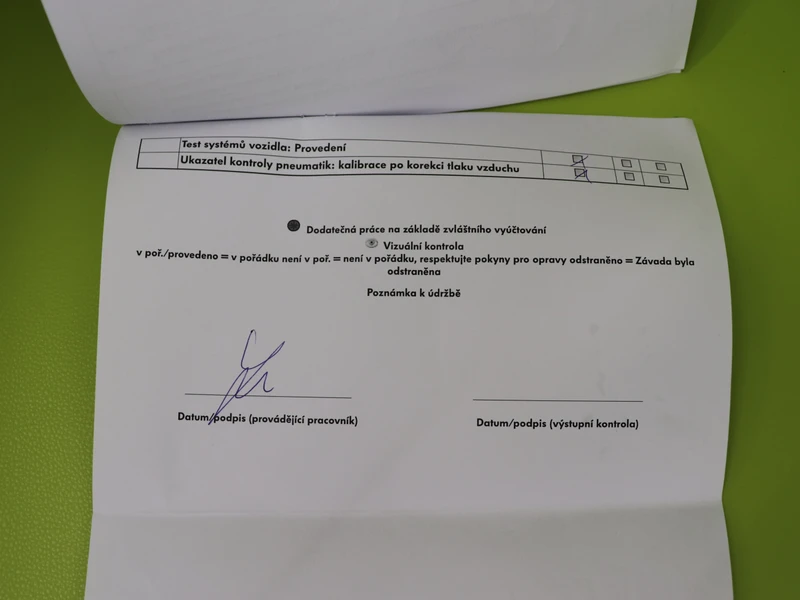 Test systémů vozidla: Provedení
Ukazatel kontroly pneumatik: kalibrace po korekci tlaku vzduchu
Dodatečná práce na základě zvláštního vyúčtování
Vizuální kontrola
v poř./provedeno = v pořádku není v poř. = není v pořádku, respektujte pokyny pro opravy odstraněno = Závada byla
odstraněna
Poznámka k údržbě
Datum/podpis (provádějící pracovník)
Datum/podpis (výstupní kontrola)